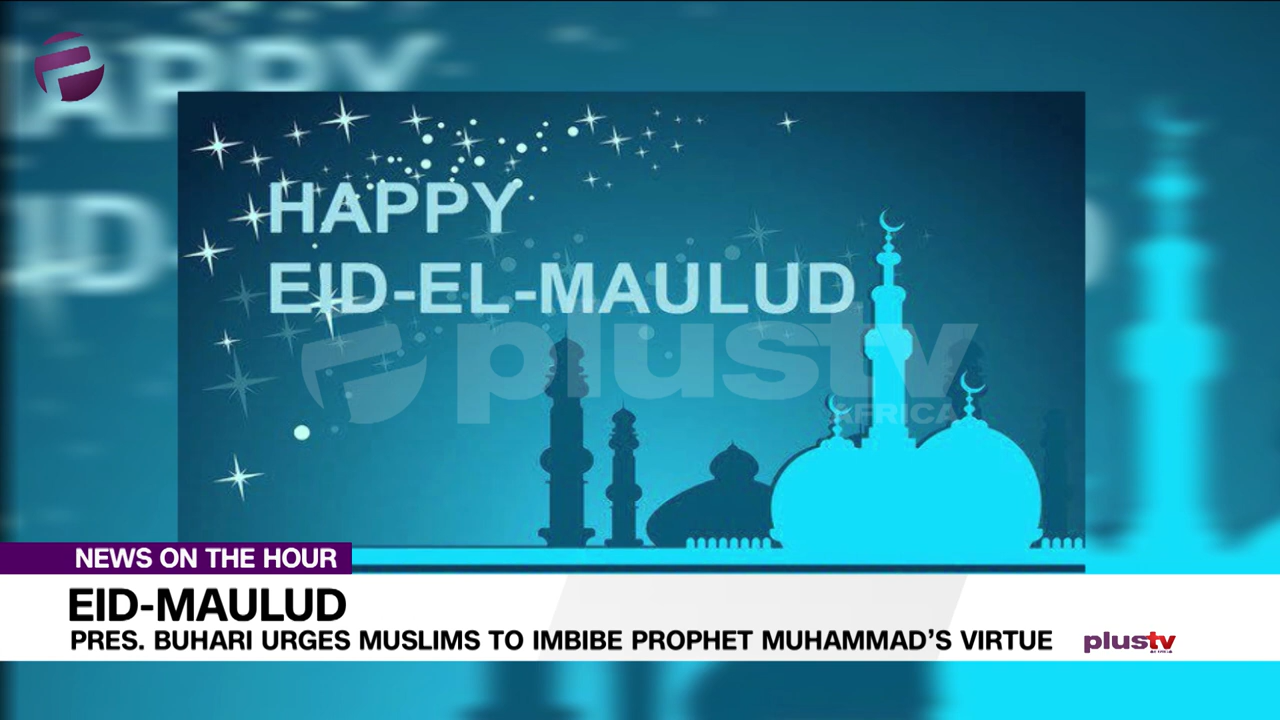 HAPPY
EID-EL-MAULUD
plustv
AFRICA
NEWS ON THE HOUR
EID-MAULUD
PRES. BUHARI URGES MUSLIMS TO IMBIBE PROPHET MUHAMMAD’S VIRTUE
plustv